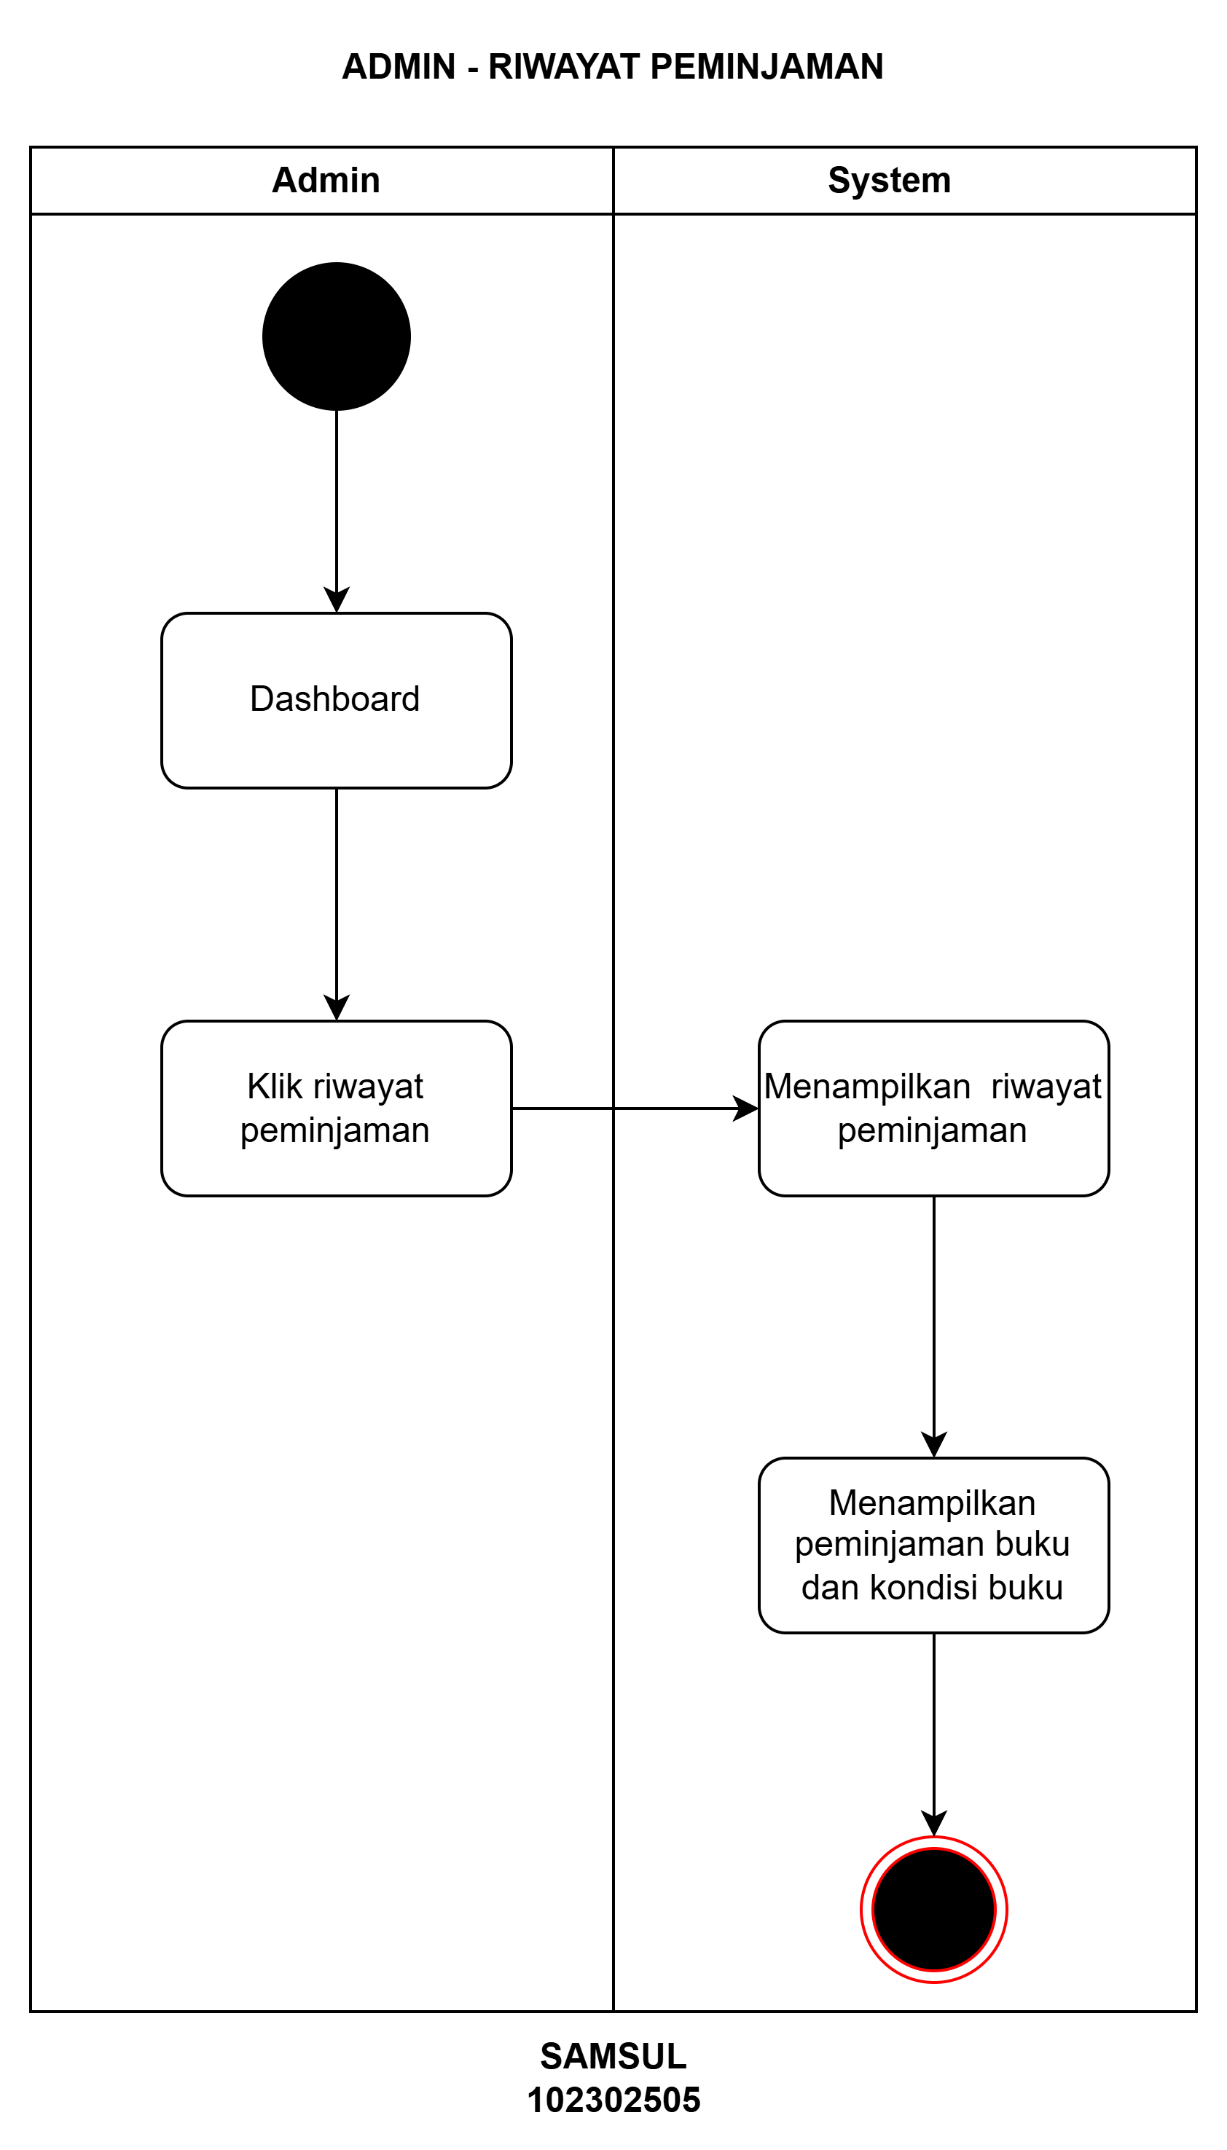 ADMIN - RIWAYAT PEMINJAMAN
Admin
System
Dashboard
Klik riwayat
peminjaman
Menampilkan  riwayat
peminjaman
Menampilkan
peminjaman buku
dan kondisi buku
SAMSUL
102302505